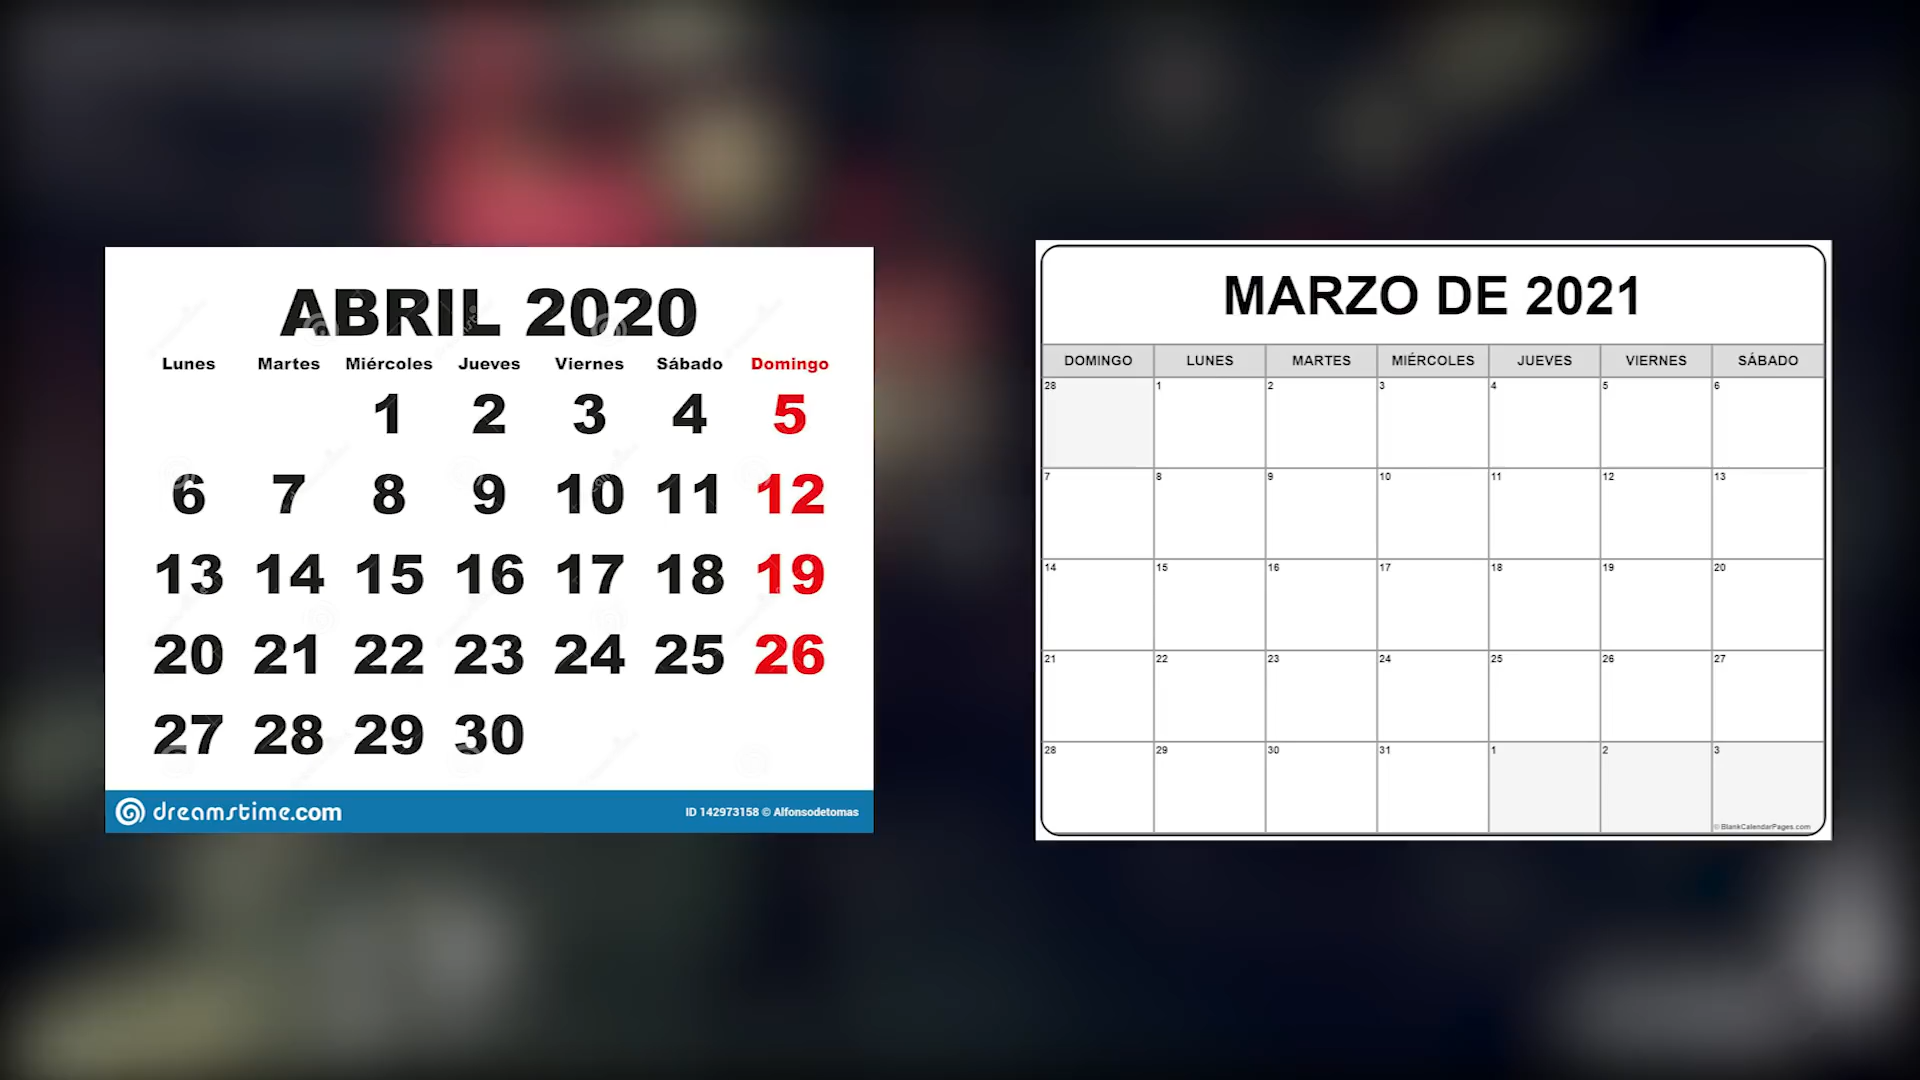 ABRIL 2020
Lunes Martes Miércoles Jueves Viernes Sábado Domingo
1 2 3 4 5
6 7 8 9 10 11 12
13 14 15 16 17 18 19
20 21 22 23 24 25 26
27 28 29 30
dreamstime.com ID 142973158 © Alfonsodetomas
MARZO DE 2021
DOMINGO LUNES MARTES MIÉRCOLES JUEVES VIERNES SÁBADO
28 1 2 3 4 5 6
7 8 9 10 11 12 13
14 15 16 17 18 19 20
21 22 23 24 25 26 27
28 29 30 31 1 2 3
© BlankCalendarPages.com